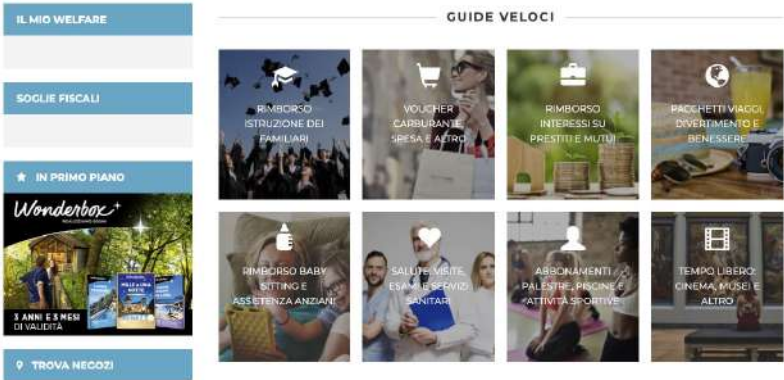 IL MIO WELFARE
SOGLIE FISCALI
IN PRIMO PIANO
Wonderbox
3 ANNI E 3 MESI
DI VALIDITÀ
TROVA NEGOZI
GUIDE VELOCI
RIMBORSO
ISTRUZIONE DEI
FAMILIARI
VOUCHER
CARBURANTE,
SPESA E ALTRO
RIMBORSO
INTERESSI SU
PRESTITI E MUTUI
PACCHETTI VIAGGI,
DIVERTIMENTO E
BENESSERE
RIMBORSO BABY
SITTING E
ASSISTENZA ANZIANI
SALUTE: VISITE,
ESAMI E SERVIZI
SANITARI
ABBONAMENTI
PALESTRE, PISCINE E
ATTIVITÀ SPORTIVE
TEMPO LIBERO:
CINEMA, MUSEI E
ALTRO